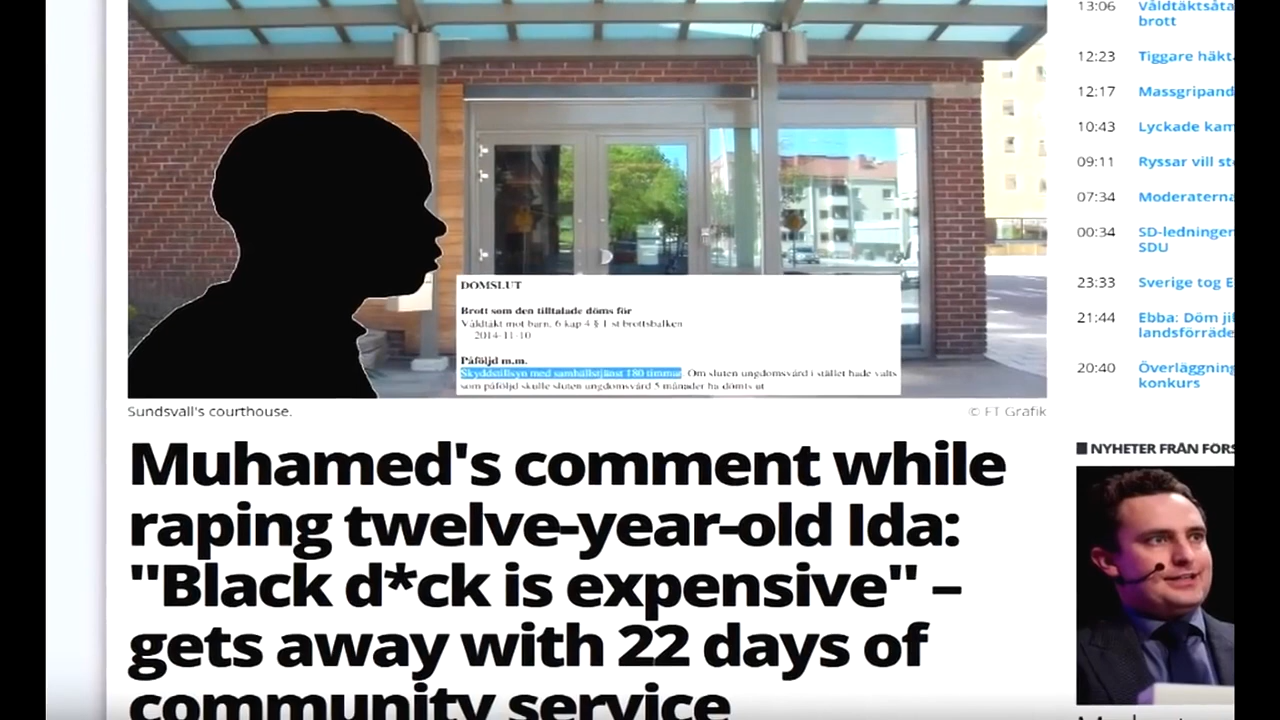 DOMSLUT
Brott som den tilltalade döms för
Våldtäkt mot barn, 6 kap 4 § 1 st brottsbalken
2014-11-10
Påföljd m.m.
Skyddstillsyn med samhällstjänst 180 timmar. Om sluten ungdomsvård i stället hade valts
som påföljd skulle sluten ungdomsvård 5 månader ha dömts ut
Sundsvall's courthouse.
© FT Grafik
Muhamed's comment while
raping twelve-year-old Ida:
"Black d*ck is expensive" –
gets away with 22 days of
community service
13:06 Våldtäktsåta
brott
12:23 Tiggare häkt
12:17 Massgripand
10:43 Lyckade kam
09:11 Ryssar vill st
07:34 Moderaterna
00:34 SD-ledningen
SDU
23:33 Sverige tog E
21:44 Ebba: Döm ji
landsförräde
20:40 Överläggning
konkurs
NYHETER FRÅN FÖRS